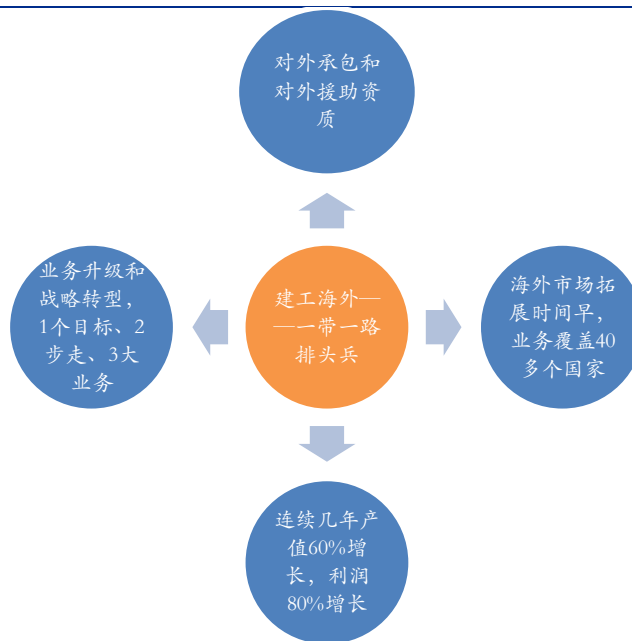 对外承包和
对外援助资
质
业务升级和
战略转型，
1个目标、2
步走、3大
业务
建工海外—
—一带一路
排头兵
海外市场拓
展时间早，
业务覆盖40
多个国家
连续几年产
值60%增
长，利润
80%增长